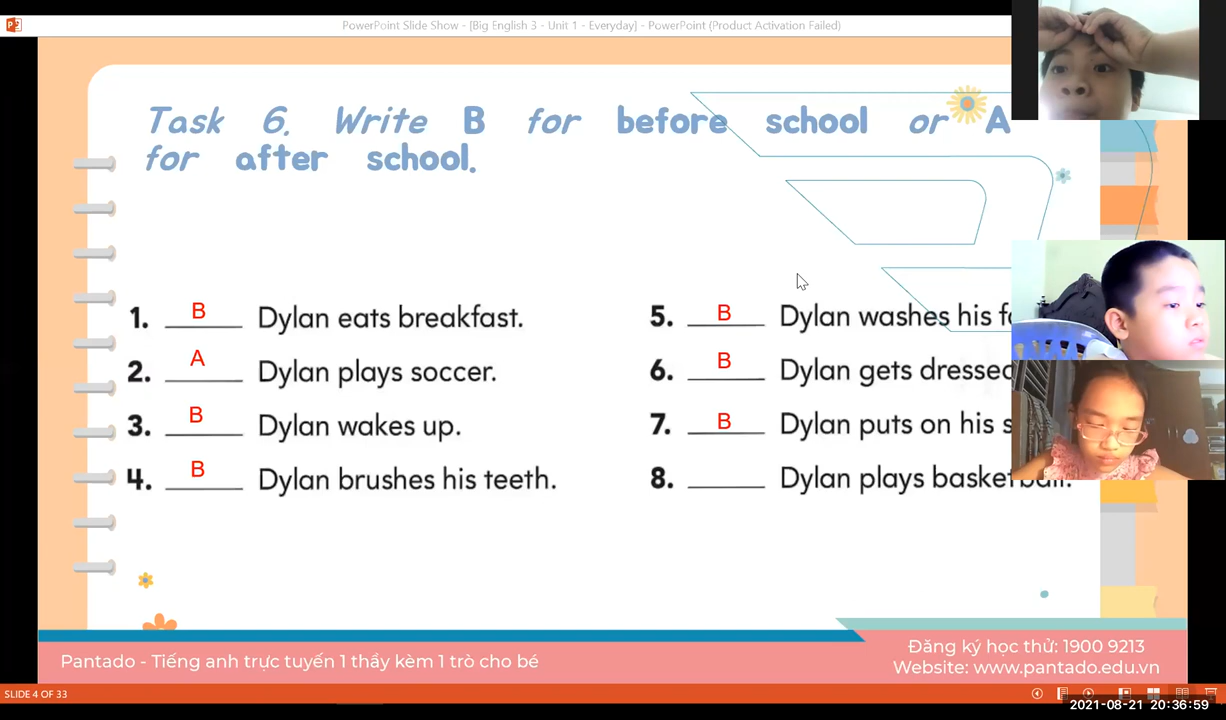 PowerPoint Slide Show - [Big English 3 - Unit 1 - Everyday] - PowerPoint (Product Activation Failed)
Task 6. Write B for before school or A
for after school.
1. B Dylan eats breakfast.
2. A Dylan plays soccer.
3. B Dylan wakes up.
4. B Dylan brushes his teeth.
5. B Dylan washes his
6. B Dylan gets dressed
7. B Dylan puts on his
8. ____ Dylan plays basketball.
Pantado - Tiếng anh trực tuyến 1 thầy kèm 1 trò cho bé
Đăng ký học thử: 1900 9213
Website: www.pantado.edu.vn
SLIDE 4 OF 33
2021-08-21 20:36:59